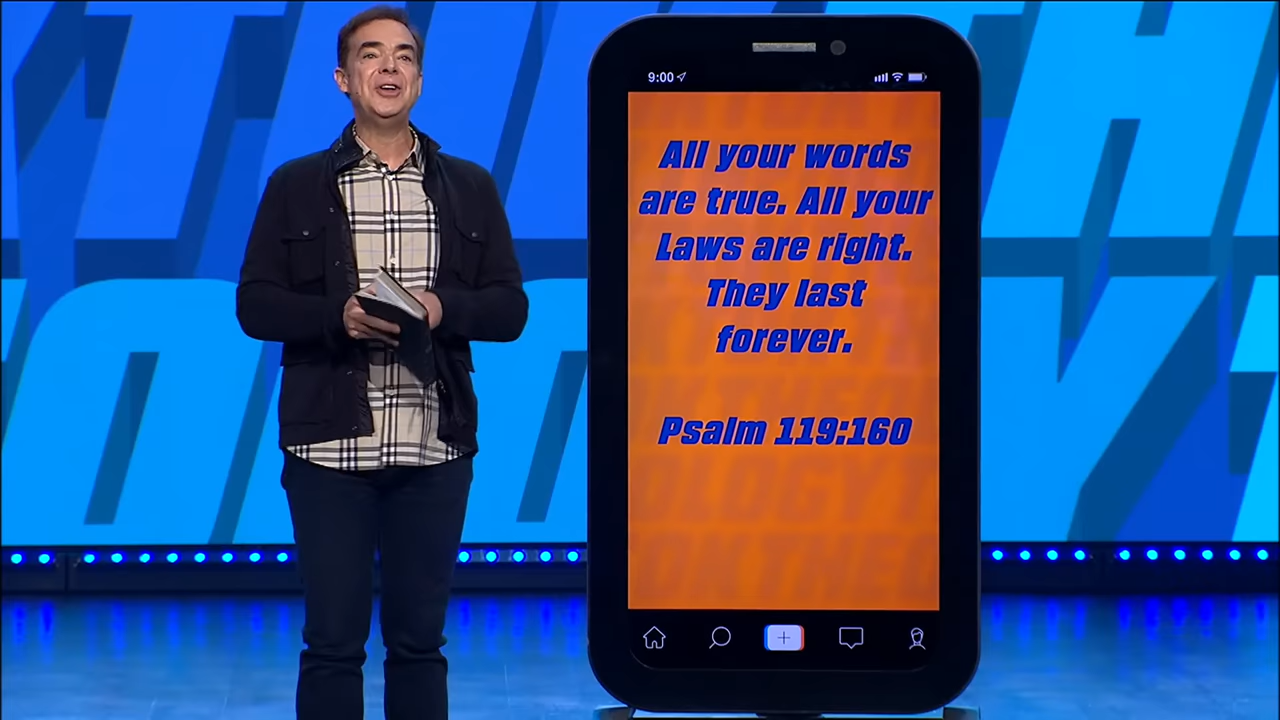 9:00
All your words
are true. All your
Laws are right.
They last
forever.
Psalm 119:160